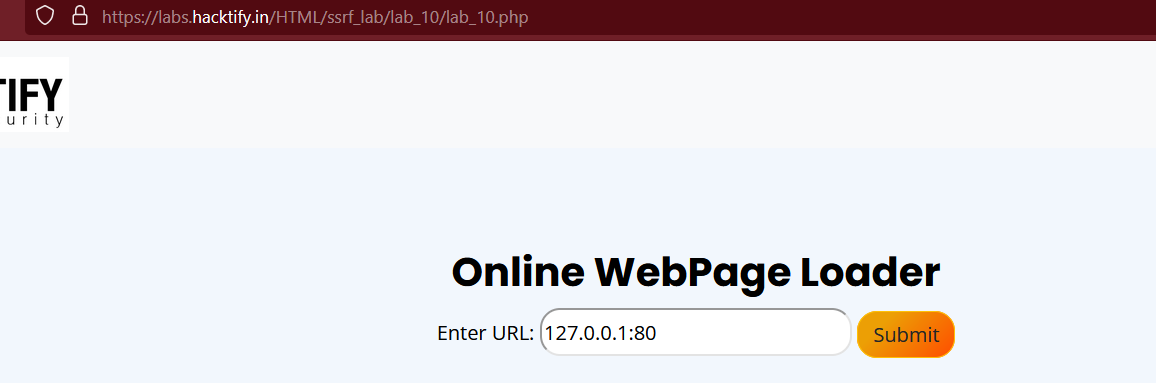 https://labs.hacktify.in/HTML/ssrf_lab/lab_10/lab_10.php
TIFY
urity
Online WebPage Loader
Enter URL: 127.0.0.1:80 Submit